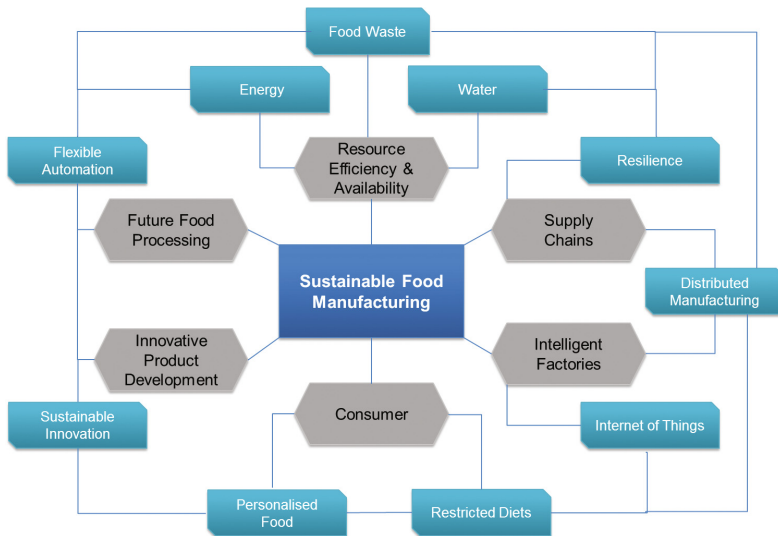 Food Waste
Energy
Water
Flexible
Automation
Resource
Efficiency &
Availability
Resilience
Future Food
Processing
Supply
Chains
Sustainable Food
Manufacturing
Distributed
Manufacturing
Innovative
Product
Development
Intelligent
Factories
Consumer
Sustainable
Innovation
Internet of Things
Personalised
Food
Restricted Diets